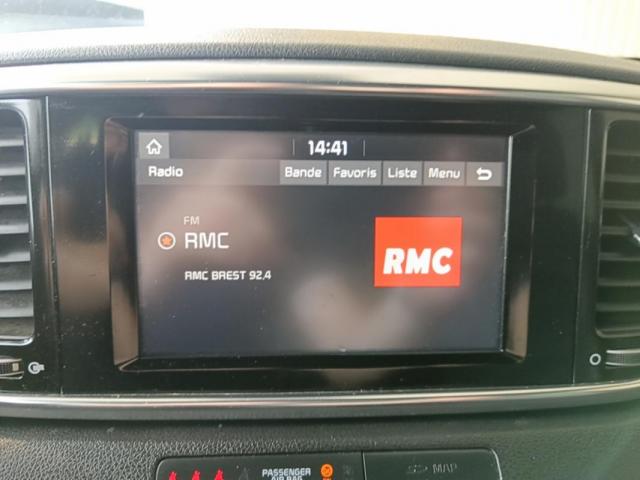 14:41
Radio Bande Favoris Liste Menu
FM
RMC
RMC BREST 92,4
RMC
PASSENGER
AIR BAG
MAP